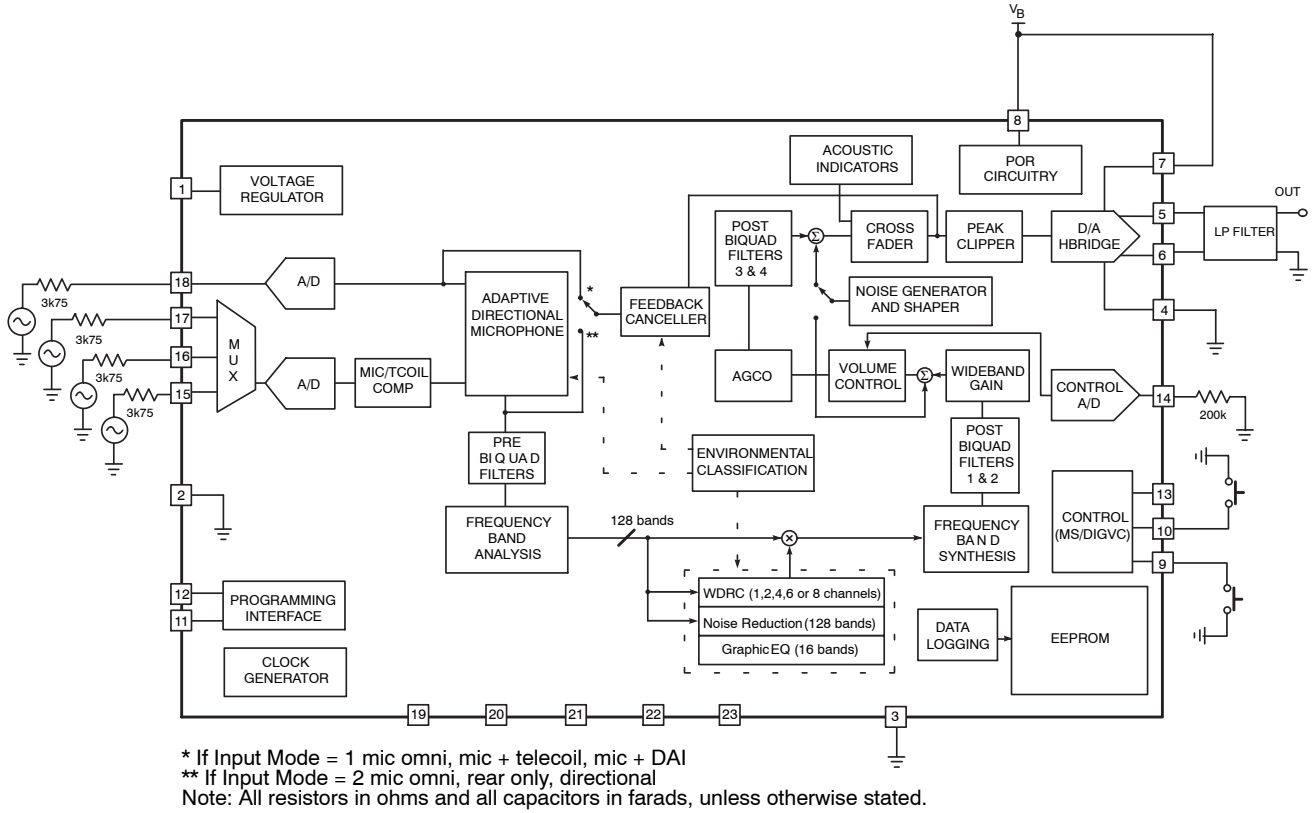 VB
8
ACOUSTIC
INDICATORS
POR
CIRCUITRY
7
1
VOLTAGE
REGULATOR
OUT
POST
BIQUAD
FILTERS
3 & 4
Σ
CROSS
FADER
PEAK
CLIPPER
D/A
HBRIDGE
5
6
LP FILTER
18
A/D
3k75
ADAPTIVE
DIRECTIONAL
MICROPHONE
*
**
FEEDBACK
CANCELLER
NOISE GENERATOR
AND SHAPER
4
17
3k75
16
3k75
15
3k75
M
U
X
A/D
MIC/TCOIL
COMP
AGCO
VOLUME
CONTROL
Σ
WIDEBAND
GAIN
CONTROL
A/D
14
200k
PRE
BI Q UA D
FILTERS
ENVIRONMENTAL
CLASSIFICATION
POST
BIQUAD
FILTERS
1 & 2
2
FREQUENCY
BAND
ANALYSIS
128 bands
×
FREQUENCY
BA N D
SYNTHESIS
CONTROL
(MS/DIGVC)
13
10
9
12
11
PROGRAMMING
INTERFACE
WDRC (1,2,4,6 or 8 channels)
Noise Reduction (128 bands)
Graphic EQ (16 bands)
DATA
LOGGING
EEPROM
CLOCK
GENERATOR
19
20
21
22
23
3
* If Input Mode = 1 mic omni, mic + telecoil, mic + DAI
** If Input Mode = 2 mic omni, rear only, directional
Note: All resistors in ohms and all capacitors in farads, unless otherwise stated.